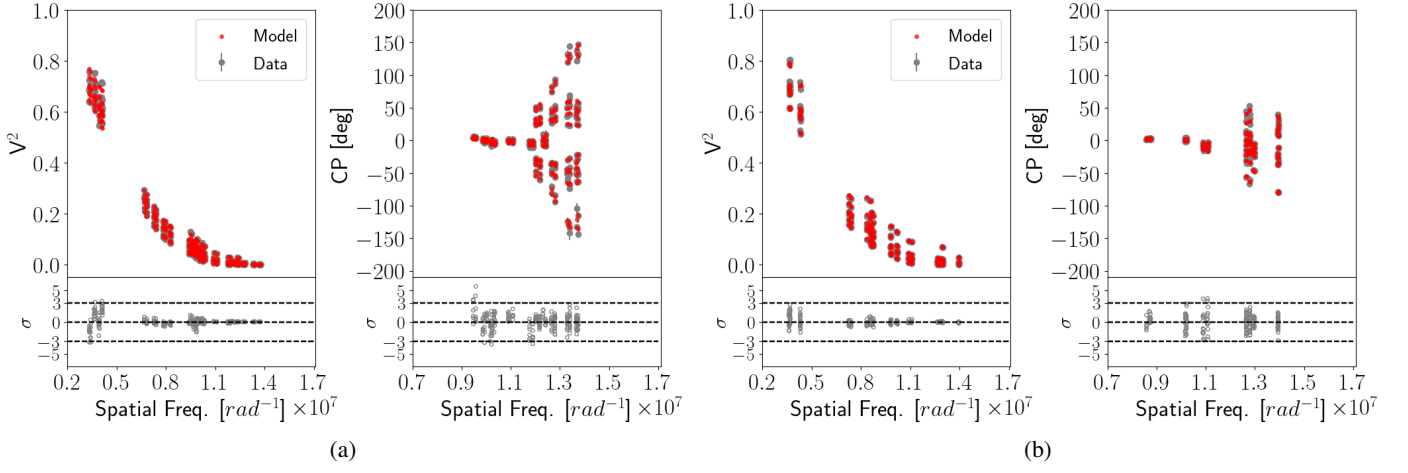 1.0
0.8
0.6
0.4
0.2
0.0
V²
Model
Data
5
3
0
−3
−5
σ
0.2 0.5 0.8 1.1 1.4 1.7
Spatial Freq. [rad⁻¹] ×10⁷
200
150
100
50
0
−50
−100
−150
−200
CP [deg]
5
3
0
−3
−5
σ
0.7 0.9 1.1 1.3 1.5 1.7
Spatial Freq. [rad⁻¹] ×10⁷
(a)
1.0
0.8
0.6
0.4
0.2
0.0
V²
Model
Data
5
3
0
−3
−5
σ
0.2 0.5 0.8 1.1 1.4 1.7
Spatial Freq. [rad⁻¹] ×10⁷
200
150
100
50
0
−50
−100
−150
−200
CP [deg]
5
3
0
−3
−5
σ
0.7 0.9 1.1 1.3 1.5 1.7
Spatial Freq. [rad⁻¹] ×10⁷
(b)